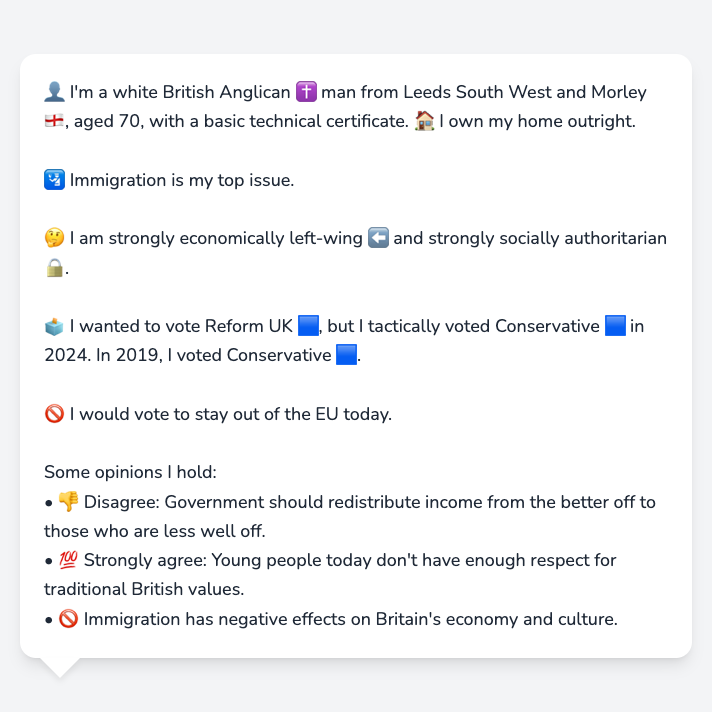 👤 I'm a white British Anglican ✝️ man from Leeds South West and Morley
🏴󠁧󠁢󠁥󠁮󠁧󠁿, aged 70, with a basic technical certificate. 🏠 I own my home outright.
🛂 Immigration is my top issue.
🤔 I am strongly economically left-wing ⬅️ and strongly socially authoritarian
🔒.
🗳️ I wanted to vote Reform UK 🟦, but I tactically voted Conservative 🟦 in
2024. In 2019, I voted Conservative 🟦.
🚫 I would vote to stay out of the EU today.
Some opinions I hold:
• 👎 Disagree: Government should redistribute income from the better off to
those who are less well off.
• 💯 Strongly agree: Young people today don't have enough respect for
traditional British values.
• 🚫 Immigration has negative effects on Britain's economy and culture.